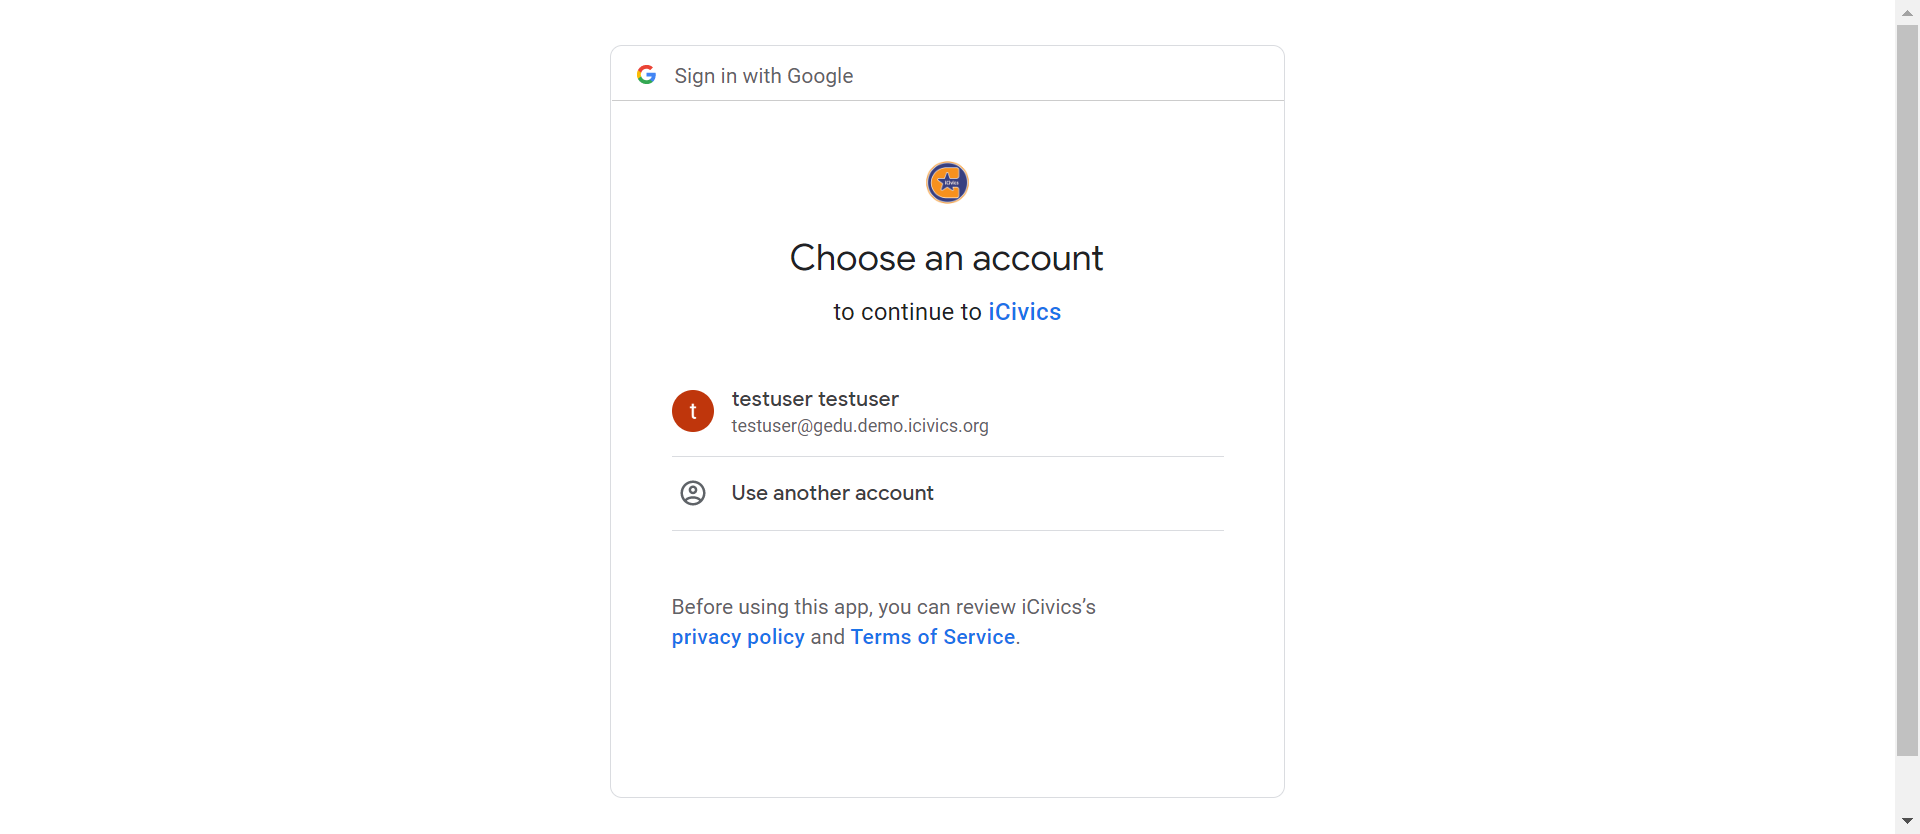 Sign in with Google
iCivics
Choose an account
to continue to iCivics
t
testuser testuser
testuser@gedu.demo.icivics.org
Use another account
Before using this app, you can review iCivics’s
privacy policy and Terms of Service.